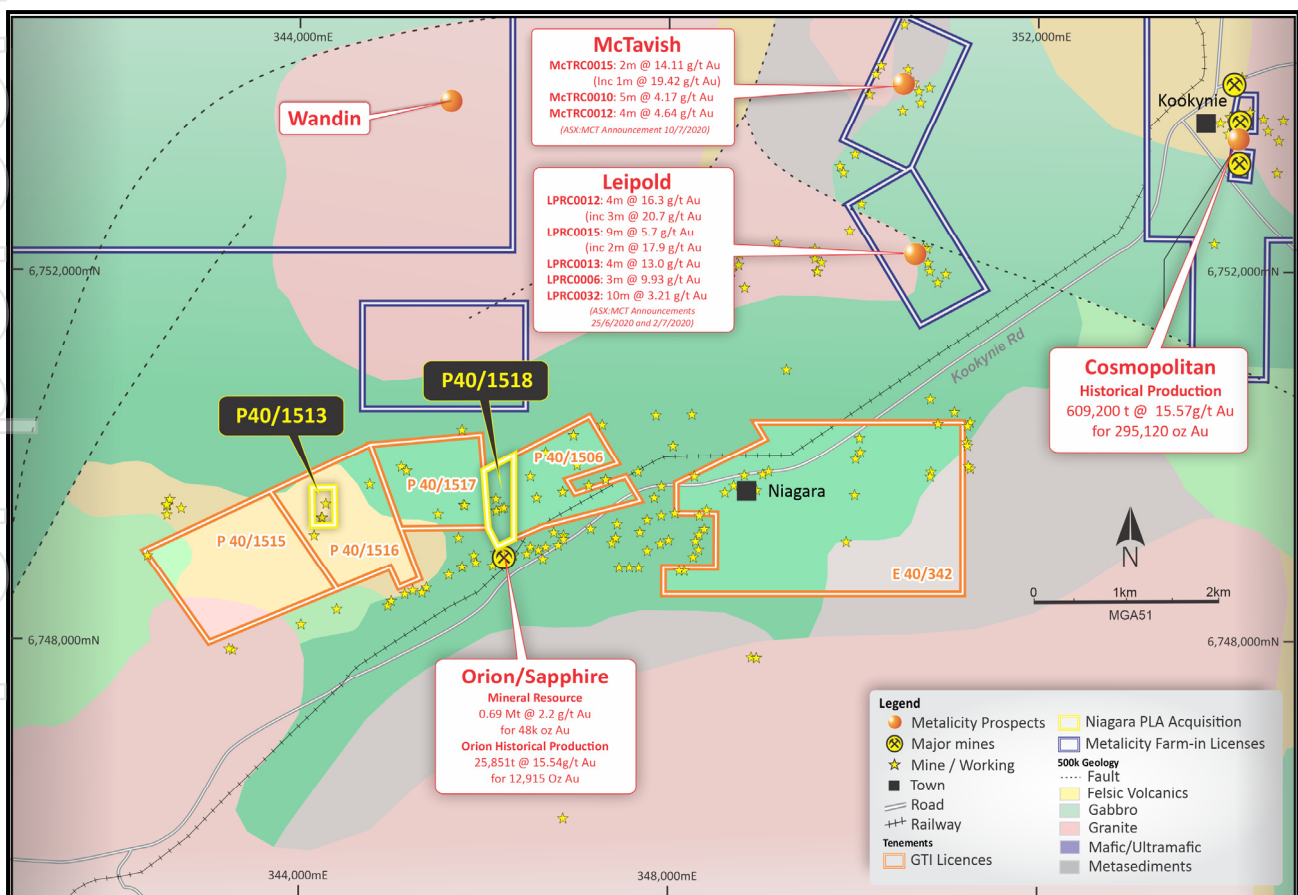 344,000mE
352,000mE
McTavish
McTRC0015: 2m @ 14.11 g/t Au
(Inc 1m @ 19.42 g/t Au)
McTRC0010: 5m @ 4.17 g/t Au
McTRC0012: 4m @ 4.64 g/t Au
(ASX:MCT Announcement 10/7/2020)
Wandin
Kookynie
Leipold
LPRC0012: 4m @ 16.3 g/t Au
(inc 3m @ 20.7 g/t Au
LPRC0015: 9m @ 5.7 g/t Au
(inc 2m @ 17.9 g/t Au
LPRC0013: 4m @ 13.0 g/t Au
LPRC0006: 3m @ 9.93 g/t Au
LPRC0032: 10m @ 3.21 g/t Au
(ASX:MCT Announcements
25/6/2020 and 2/7/2020)
6,752,000mN
6,752,000mN
Kookynie Rd
Cosmopolitan
Historical Production
609,200 t @ 15.57g/t Au
for 295,120 oz Au
P40/1518
P40/1513
P 40/1506
P 40/1517
Niagara
P 40/1515
P 40/1516
E 40/342
N
0 1km 2km
MGA51
6,748,000mN
6,748,000mN
Orion/Sapphire
Mineral Resource
0.69 Mt @ 2.2 g/t Au
for 48k oz Au
Orion Historical Production
25,851t @ 15.54g/t Au
for 12,915 Oz Au
Legend
Metalicity Prospects
Major mines
Mine / Working
Town
Road
Railway
Tenements
GTI Licences
Niagara PLA Acquisition
Metalicity Farm-in Licenses
500k Geology
Fault
Felsic Volcanics
Gabbro
Granite
Mafic/Ultramafic
Metasediments
344,000mE
348,000mE